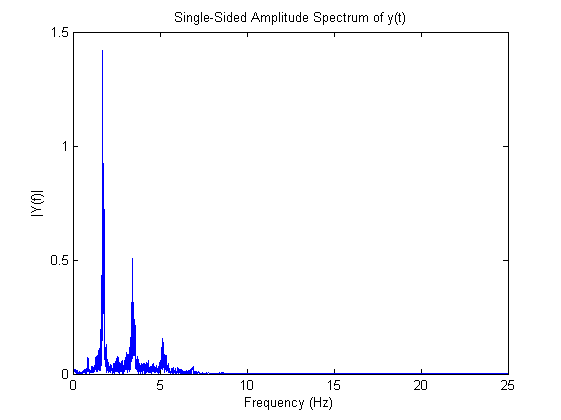 Single-Sided Amplitude Spectrum of y(t)
1.5
1
0.5
0
|Y(f)|
0 5 10 15 20 25
Frequency (Hz)